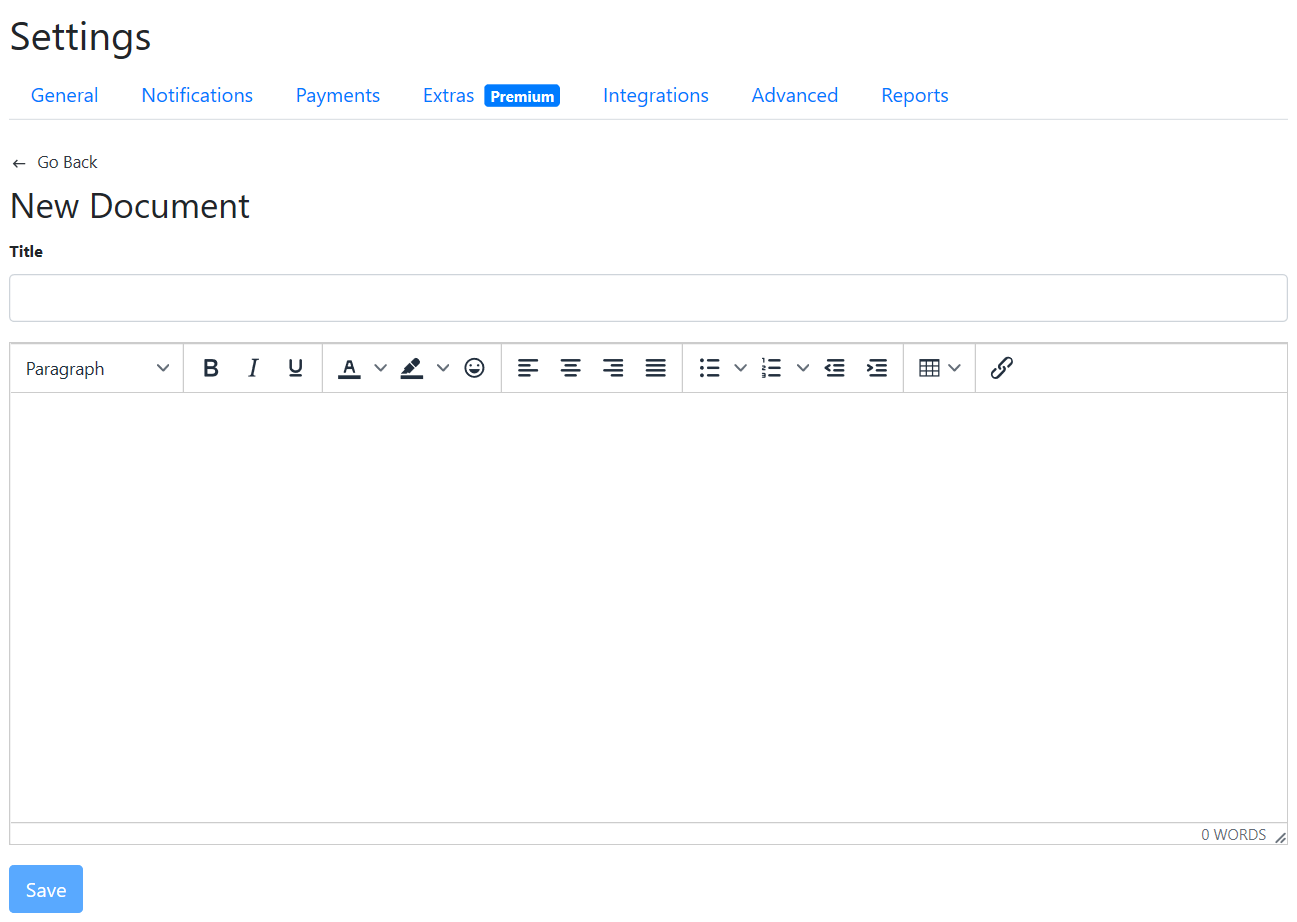 Settings
General Notifications Payments Extras Premium Integrations Advanced Reports
← Go Back
New Document
Title
Paragraph B I U A
0 WORDS
Save